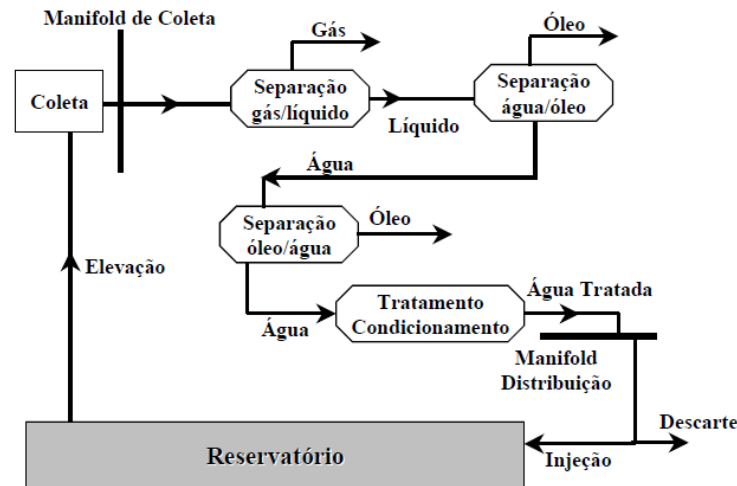 Manifold de Coleta
Gás
Óleo
Coleta
Separação
gás/líquido
Líquido
Separação
água/óleo
Água
Separação
óleo/água
Óleo
Elevação
Água
Tratamento
Condicionamento
Água Tratada
Manifold
Distribuição
Descarte
Injeção
Reservatório